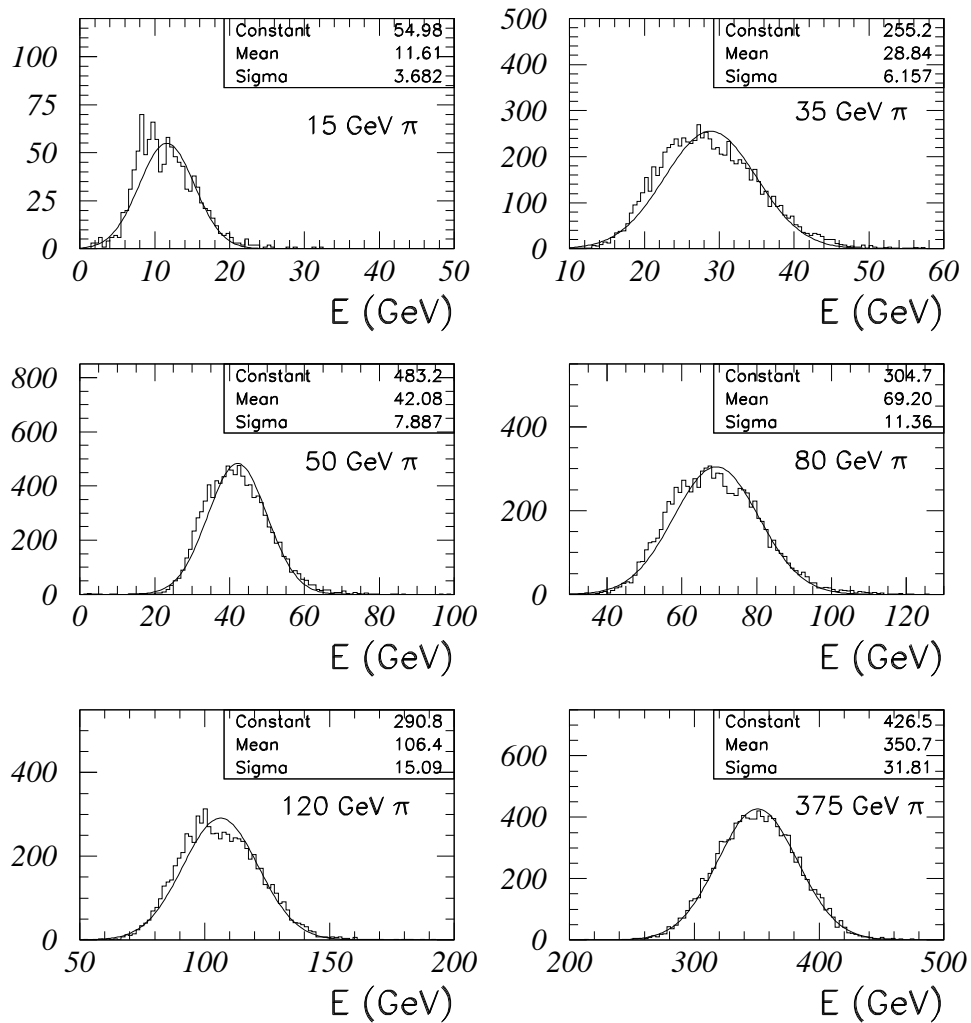 Constant 54.98
Mean 11.61
Sigma 3.682
15 GeV π
120
100
75
50
25
0
0 10 20 30 40 50
E (GeV)
Constant 255.2
Mean 28.84
Sigma 6.157
35 GeV π
500
400
300
200
100
0
10 20 30 40 50 60
E (GeV)
Constant 483.2
Mean 42.08
Sigma 7.887
50 GeV π
800
600
400
200
0
0 20 40 60 80 100
E (GeV)
Constant 304.7
Mean 69.20
Sigma 11.36
80 GeV π
400
200
0
40 60 80 100 120
E (GeV)
Constant 290.8
Mean 106.4
Sigma 15.09
120 GeV π
400
200
0
50 100 150 200
E (GeV)
Constant 426.5
Mean 350.7
Sigma 31.81
375 GeV π
600
400
200
0
200 300 400 500
E (GeV)